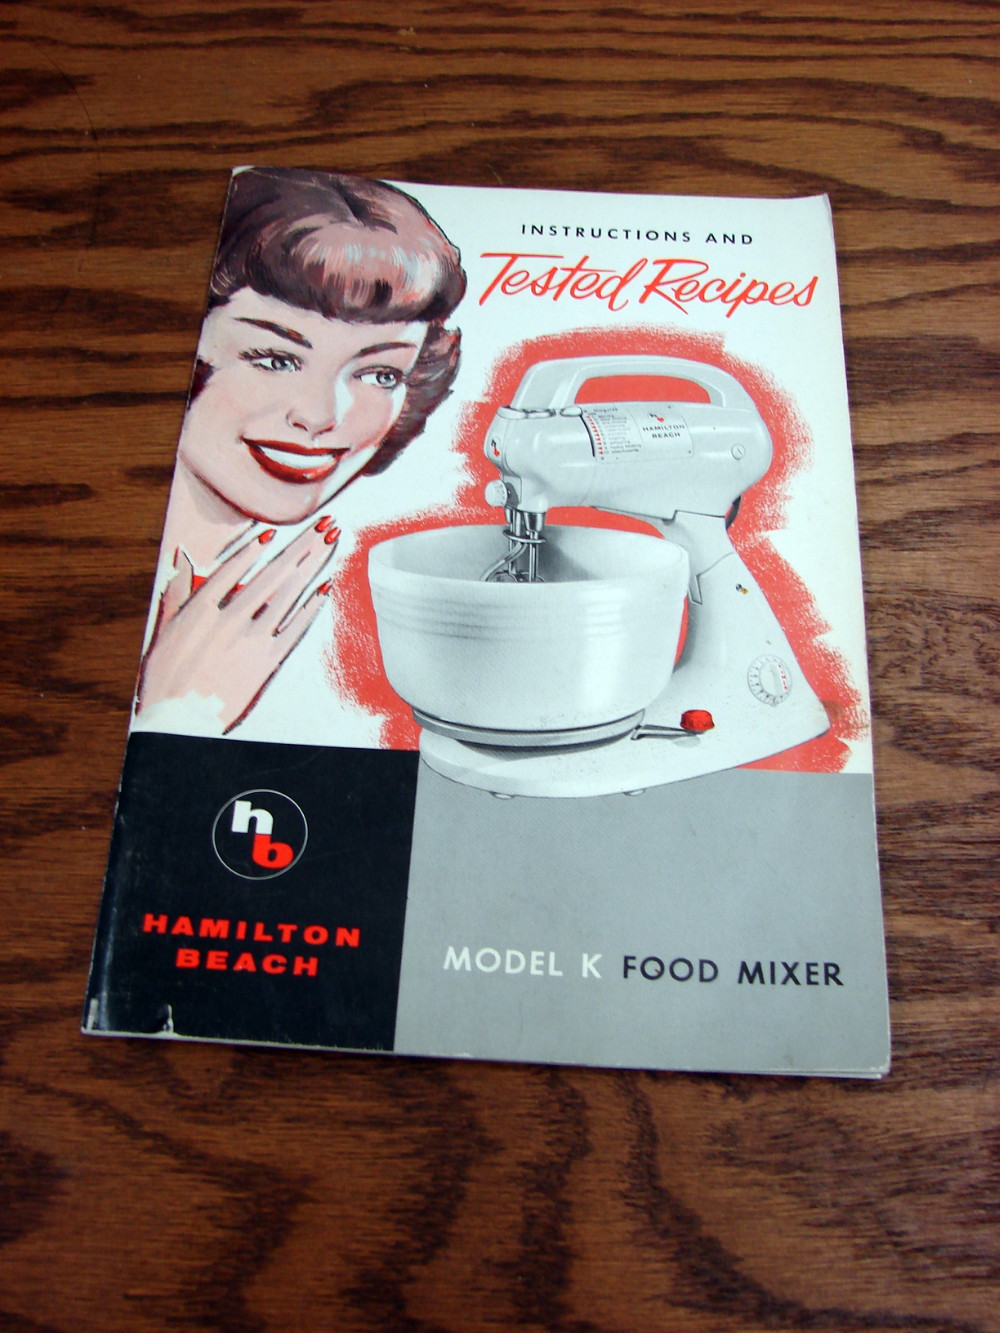 INSTRUCTIONS AND
Tested Recipes
HAMILTON
BEACH
hb
HAMILTON
BEACH
MODEL K FOOD MIXER